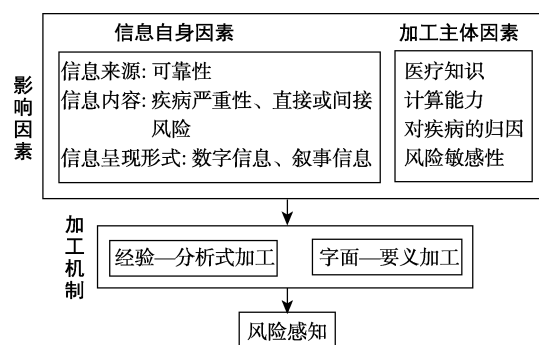 影响因素
信息自身因素
信息来源: 可靠性
信息内容: 疾病严重性、直接或间接
风险
信息呈现形式: 数字信息、叙事信息
加工主体因素
医疗知识
计算能力
对疾病的归因
风险敏感性
加工机制
经验—分析式加工
字面—要义加工
风险感知